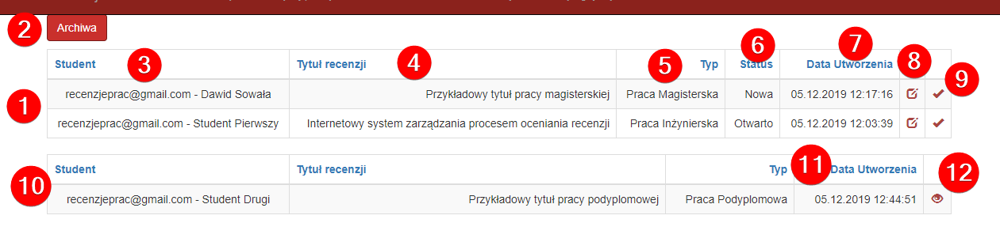 2 Archiwa
Student 3 Tytuł recenzji 4 5 Typ 6 Status 7 Data Utworzenia 8 9
1 recenzjeprac@gmail.com - Dawid Sowała Przykładowy tytuł pracy magisterskiej Praca Magisterska Nowa 05.12.2019 12:17:16
recenzjeprac@gmail.com - Student Pierwszy Internetowy system zarządzania procesem oceniania recenzji Praca Inżynierska Otwarto 05.12.2019 12:03:39
Student Tytuł recenzji Typ 11 Data Utworzenia 12
10 recenzjeprac@gmail.com - Student Drugi Przykładowy tytuł pracy podyplomowej Praca Podyplomowa 05.12.2019 12:44:51